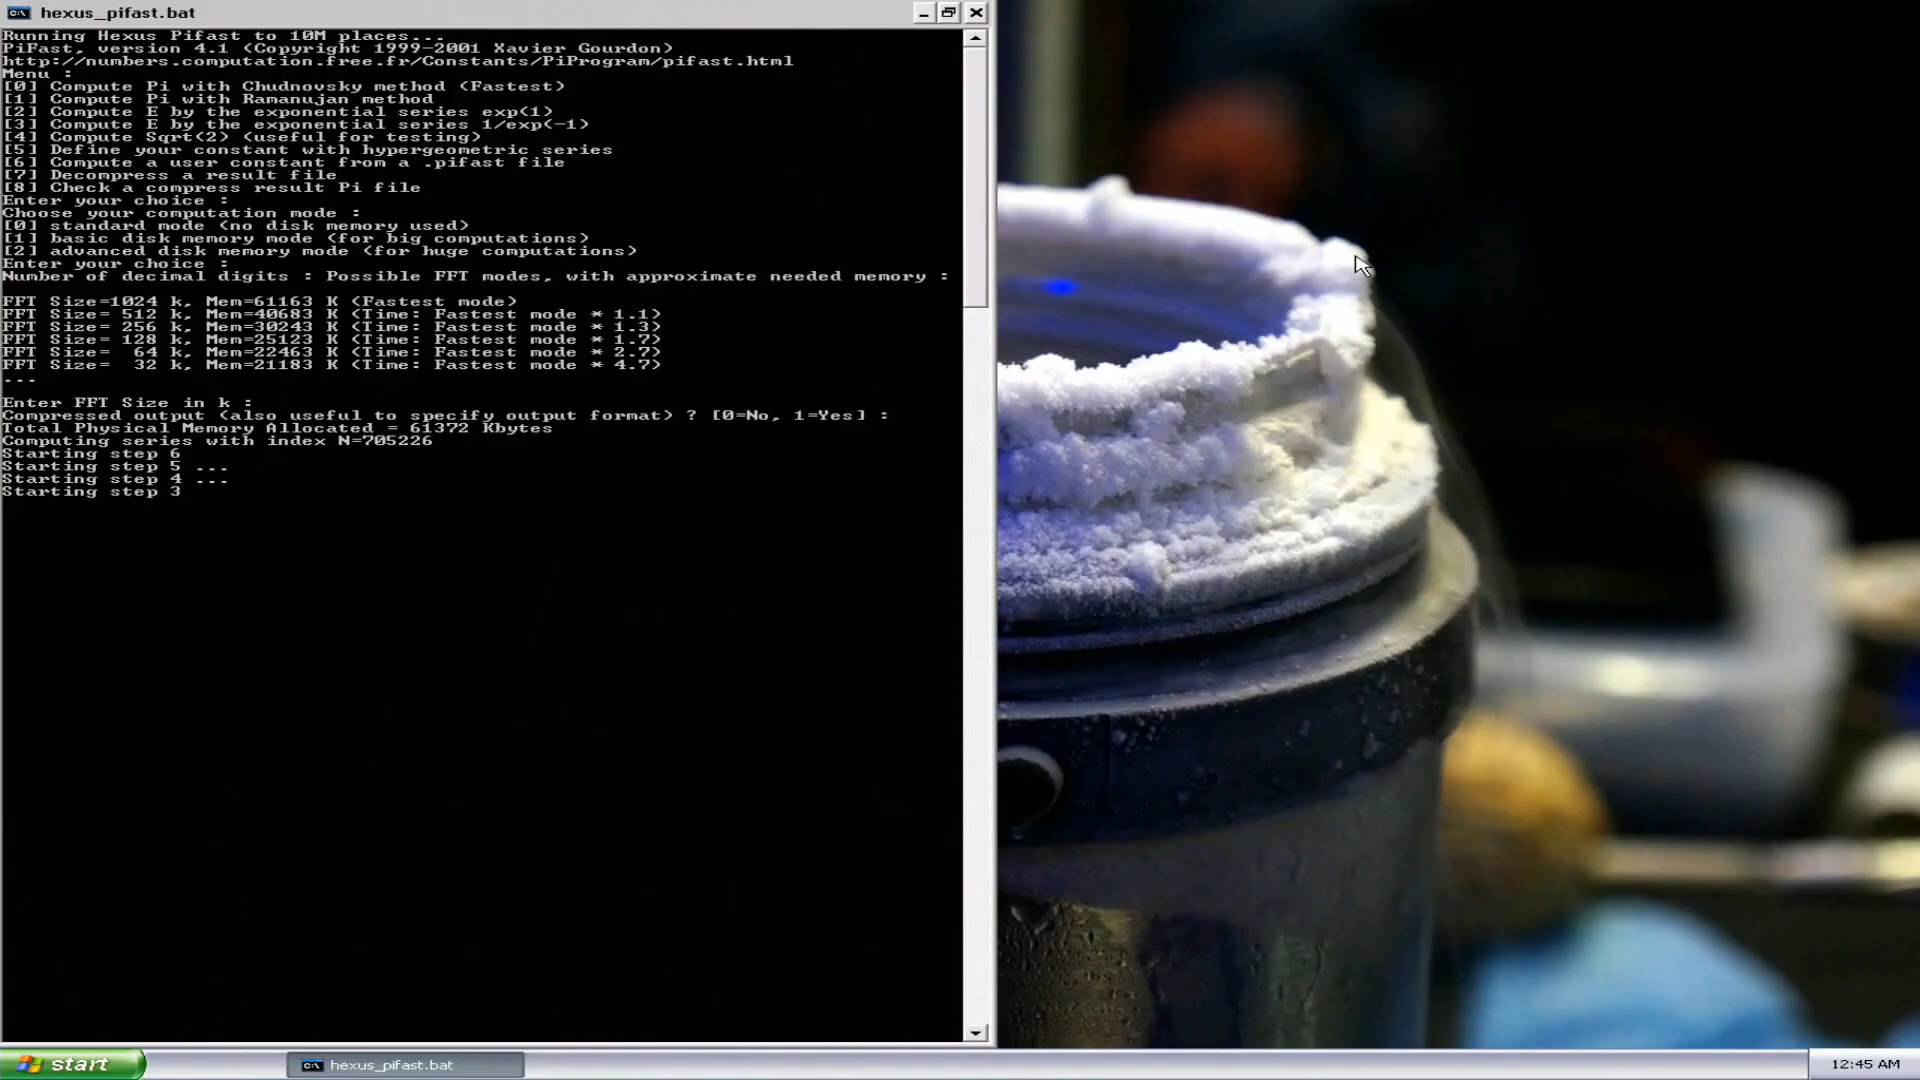 hexus_pifast.bat
Running Hexus Pifast to 10M places...
PiFast, version 4.1 (Copyright 1999-2001 Xavier Gourdon)
http://numbers.computation.free.fr/Constants/PiProgram/pifast.html
Menu :
[0] Compute Pi with Chudnovsky method (Fastest)
[1] Compute Pi with Ramanujan method
[2] Compute E by the exponential series exp(1)
[3] Compute E by the exponential series 1/exp(-1)
[4] Compute Sqrt(2) (useful for testing)
[5] Define your constant with hypergeometric series
[6] Compute a user constant from a .pifast file
[7] Decompress a result file
[8] Check a compress result Pi file
Enter your choice :
Choose your computation mode :
[0] standard mode (no disk memory used)
[1] basic disk memory mode (for big computations)
[2] advanced disk memory mode (for huge computations)
Enter your choice :
Number of decimal digits : Possible FFT modes, with approximate needed memory :
FFT Size=1024 k, Mem=61163 K (Fastest mode)
FFT Size= 512 k, Mem=40683 K (Time: Fastest mode * 1.1)
FFT Size= 256 k, Mem=30243 K (Time: Fastest mode * 1.3)
FFT Size= 128 k, Mem=25123 K (Time: Fastest mode * 1.7)
FFT Size=  64 k, Mem=22463 K (Time: Fastest mode * 2.7)
FFT Size=  32 k, Mem=21183 K (Time: Fastest mode * 4.7)
...
Enter FFT Size in k :
Compressed output (also useful to specify output format) ? [0=No, 1=Yes] :
Total Physical Memory Allocated = 61372 Kbytes
Computing series with index N=705226
Starting step 6
Starting step 5 ...
Starting step 4 ...
Starting step 3
start
hexus_pifast.bat
12:45 AM